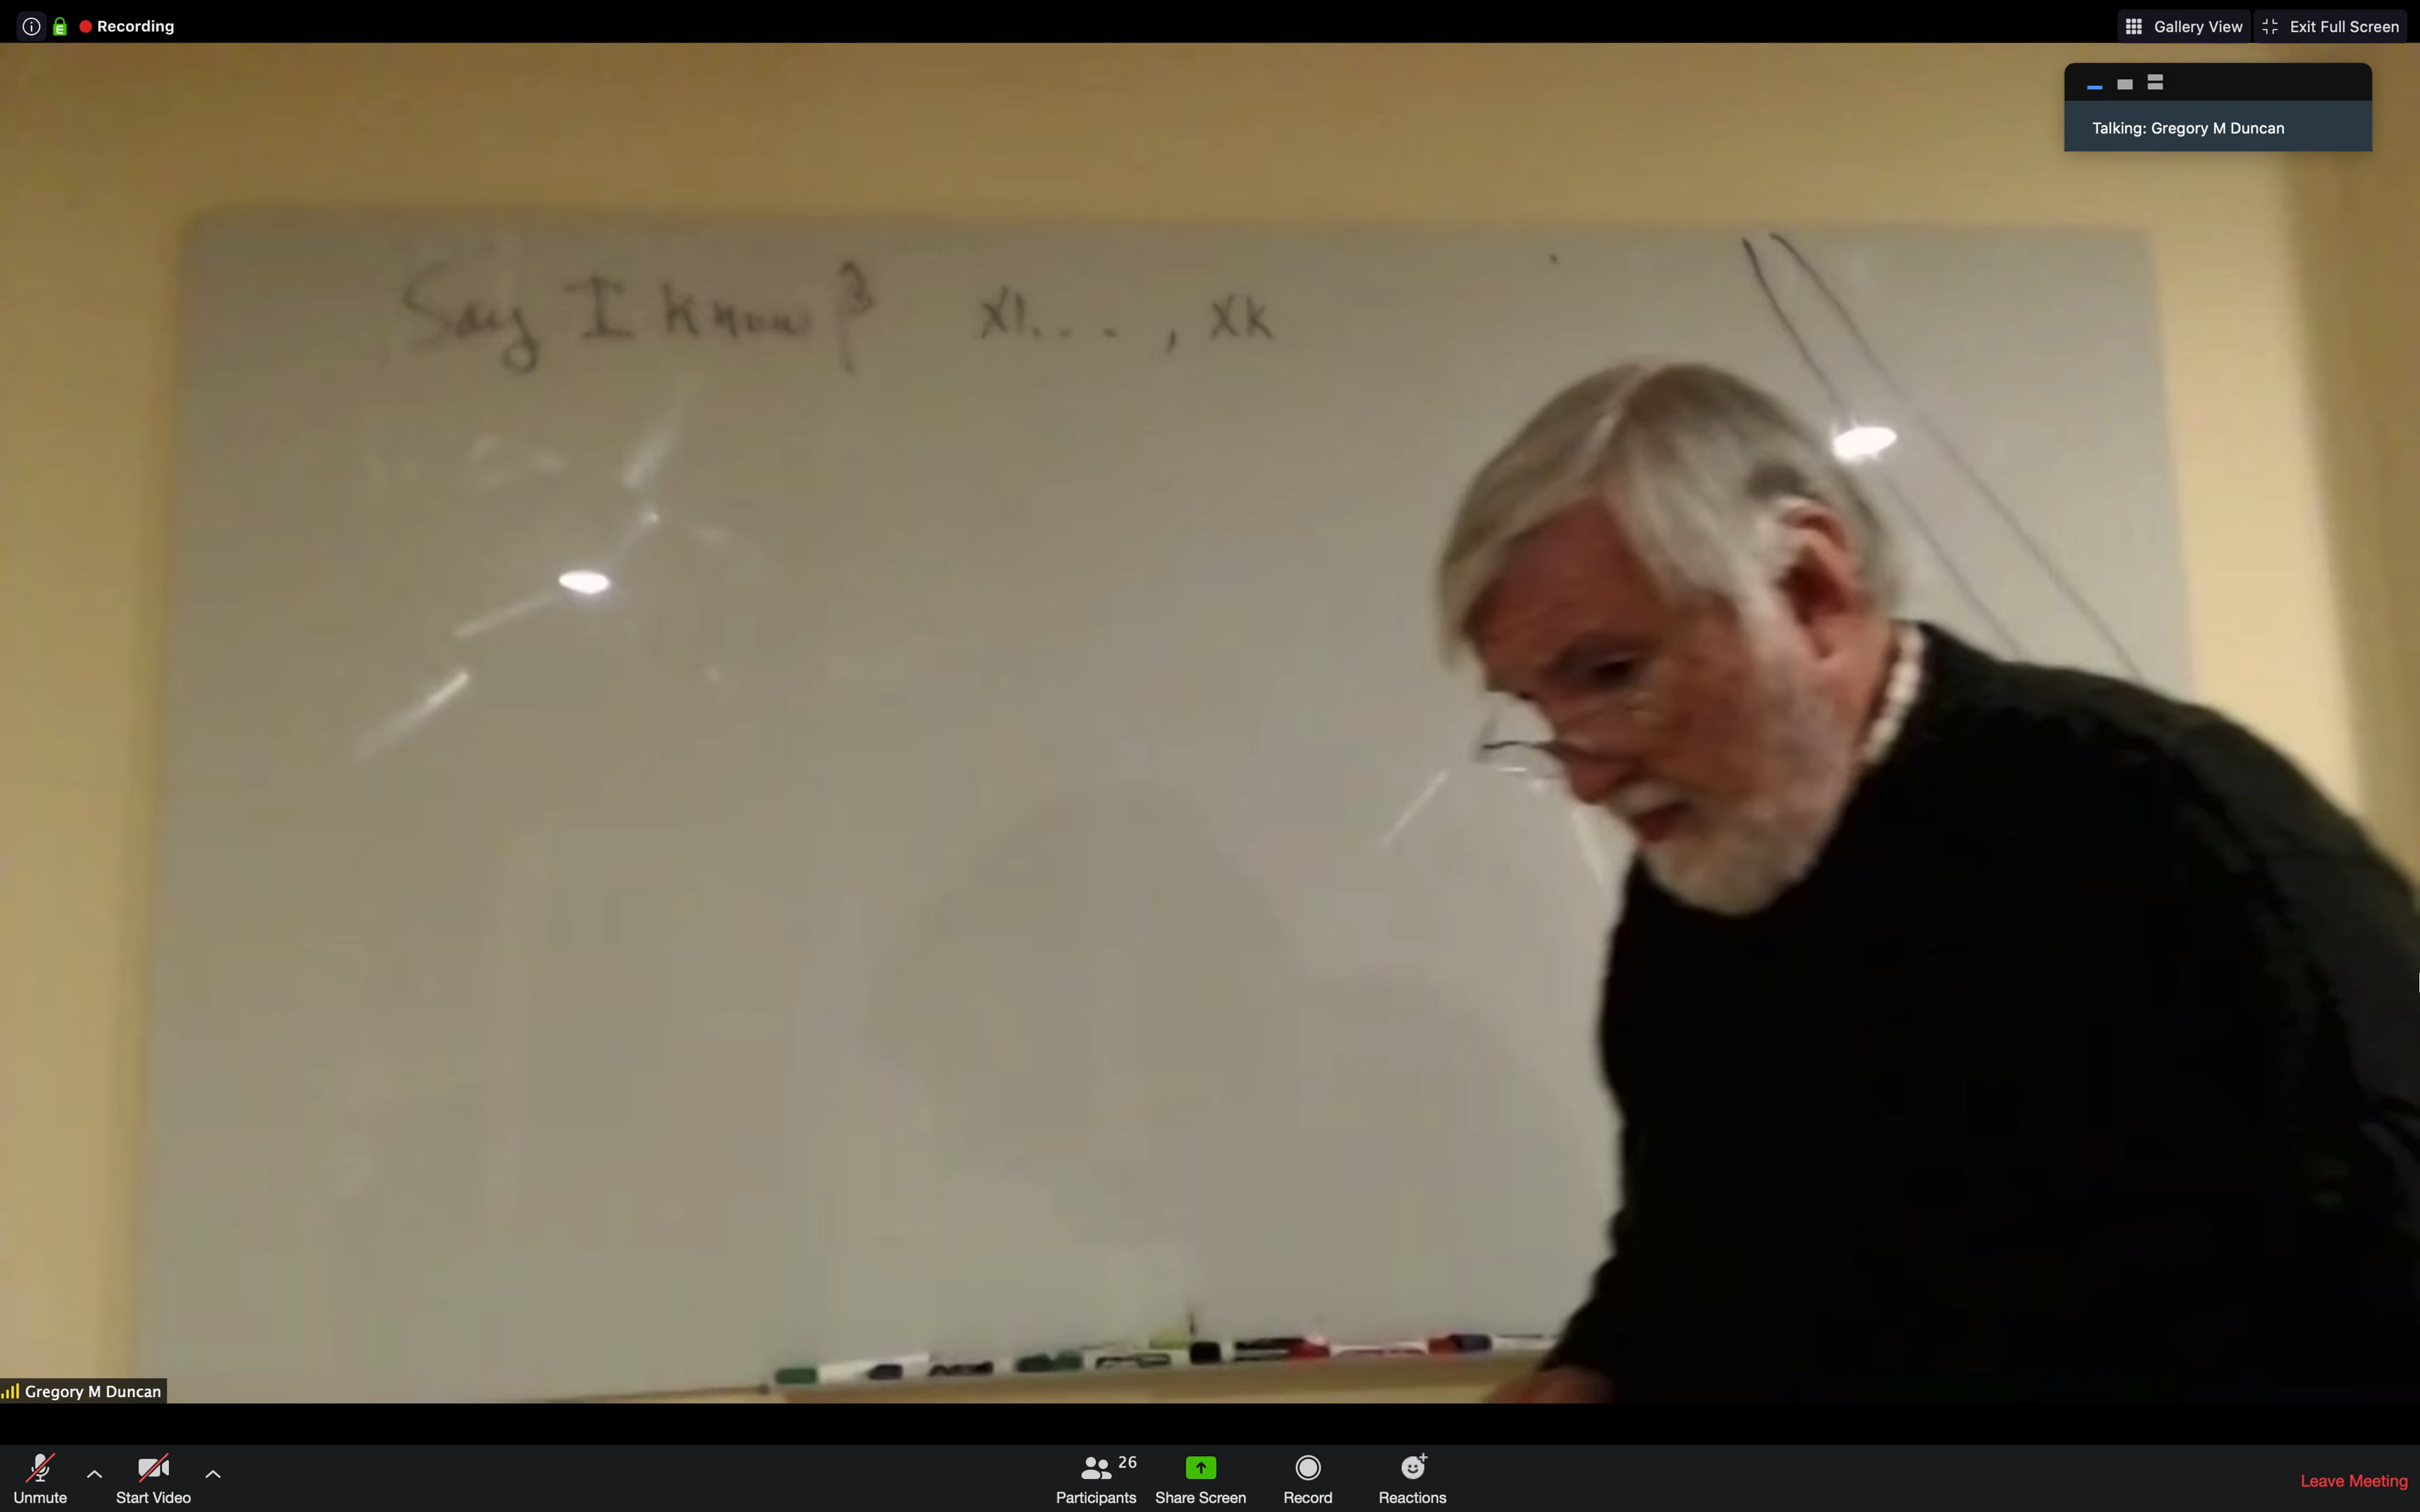 Recording
Gallery View
Exit Full Screen
Talking: Gregory M Duncan
Say I know β x1..., xk
Gregory M Duncan
Unmute
Start Video
Participants 26
Share Screen
Record
Reactions
Leave Meeting